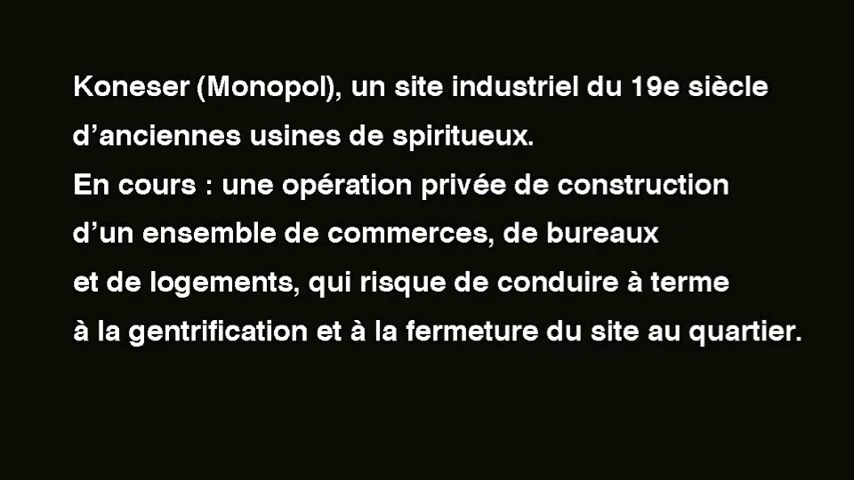 Koneser (Monopol), un site industriel du 19e siècle
d’anciennes usines de spiritueux.
En cours : une opération privée de construction
d’un ensemble de commerces, de bureaux
et de logements, qui risque de conduire à terme
à la gentrification et à la fermeture du site au quartier.